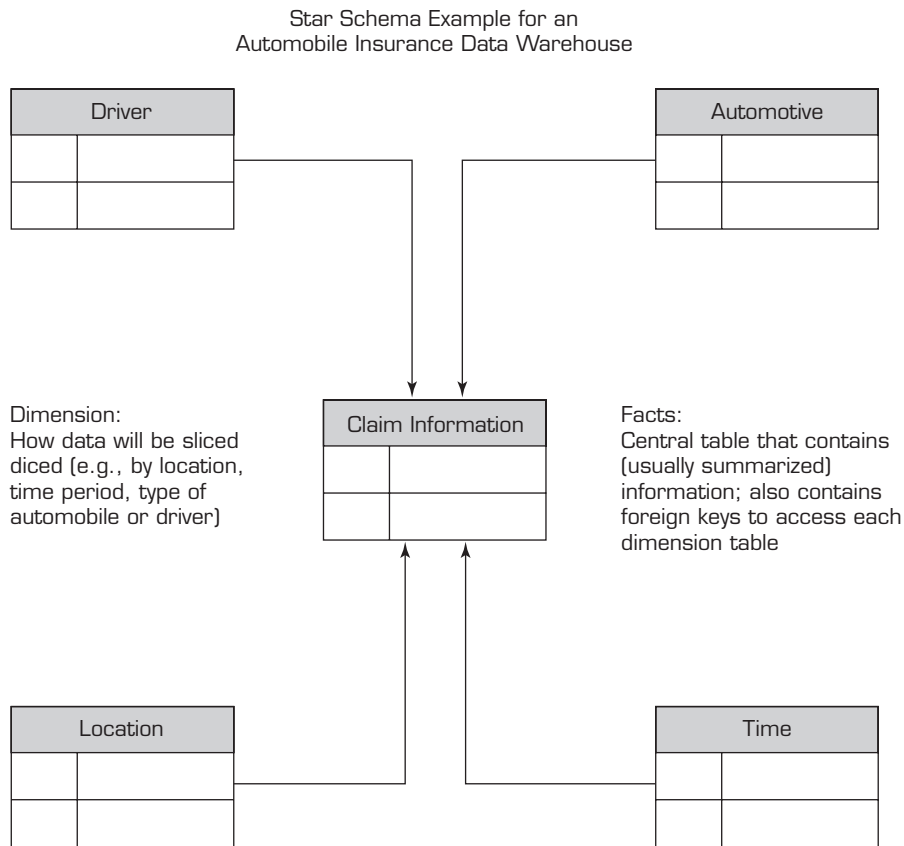 Star Schema Example for an
Automobile Insurance Data Warehouse
Driver
Automotive
Dimension:
How data will be sliced
diced (e.g., by location,
time period, type of
automobile or driver)
Claim Information
Facts:
Central table that contains
(usually summarized)
information; also contains
foreign keys to access each
dimension table
Location
Time